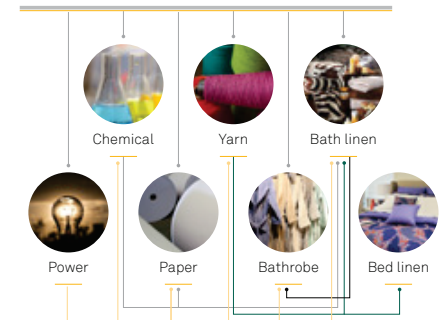 Chemical
Yarn
Bath linen
Power
Paper
Bathrobe
Bed linen